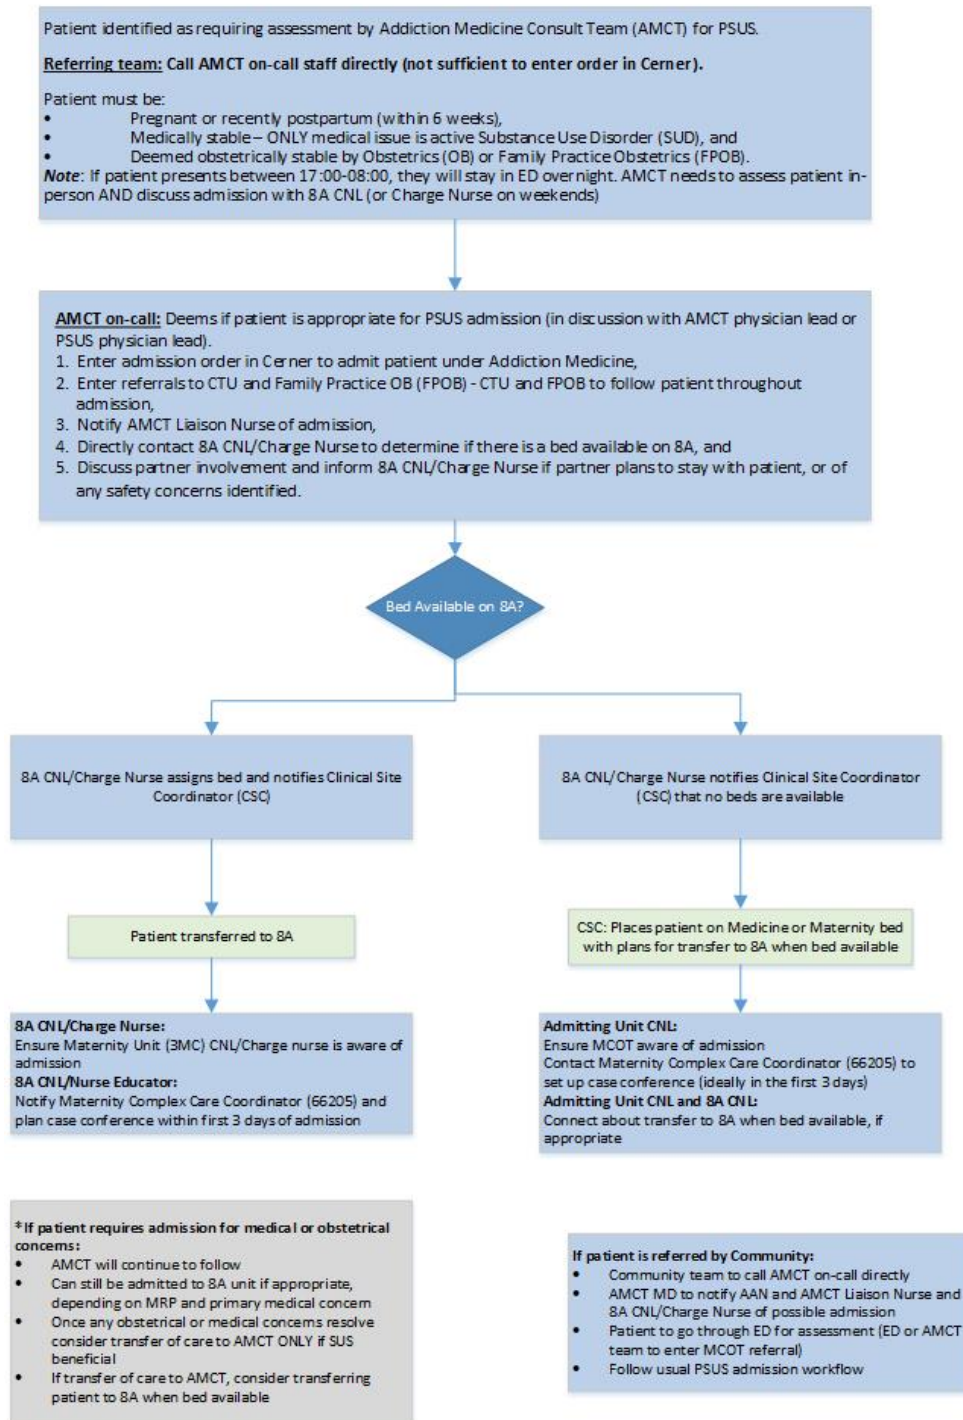 Patient identified as requiring assessment by Addiction Medicine Consult Team (AMCT) for PSUS.
Referring team: Call AMCT on-call staff directly (not sufficient to enter order in Cerner).
Patient must be:
• Pregnant or recently postpartum (within 6 weeks),
• Medically stable – ONLY medical issue is active Substance Use Disorder (SUD), and
• Deemed obstetrically stable by Obstetrics (OB) or Family Practice Obstetrics (FPOB).
Note: If patient presents between 17:00-08:00, they will stay in ED overnight. AMCT needs to assess patient in-
person AND discuss admission with 8A CNL (or Charge Nurse on weekends)
AMCT on-call: Deems if patient is appropriate for PSUS admission (in discussion with AMCT physician lead or
PSUS physician lead).
1. Enter admission order in Cerner to admit patient under Addiction Medicine,
2. Enter referrals to CTU and Family Practice OB (FPOB) - CTU and FPOB to follow patient throughout
admission,
3. Notify AMCT Liaison Nurse of admission,
4. Directly contact 8A CNL/Charge Nurse to determine if there is a bed available on 8A, and
5. Discuss partner involvement and inform 8A CNL/Charge Nurse if partner plans to stay with patient, or of
any safety concerns identified.
Bed Available on 8A?
8A CNL/Charge Nurse assigns bed and notifies Clinical Site
Coordinator (CSC)
Patient transferred to 8A
8A CNL/Charge Nurse:
Ensure Maternity Unit (3MC) CNL/Charge nurse is aware of
admission
8A CNL/Nurse Educator:
Notify Maternity Complex Care Coordinator (66205) and
plan case conference within first 3 days of admission
8A CNL/Charge Nurse notifies Clinical Site Coordinator
(CSC) that no beds are available
CSC: Places patient on Medicine or Maternity bed
with plans for transfer to 8A when bed available
Admitting Unit CNL:
Ensure MCOT aware of admission
Contact Maternity Complex Care Coordinator (66205) to
set up case conference (ideally in the first 3 days)
Admitting Unit CNL and 8A CNL:
Connect about transfer to 8A when bed available, if
appropriate
*If patient requires admission for medical or obstetrical
concerns:
• AMCT will continue to follow
• Can still be admitted to 8A unit if appropriate,
depending on MRP and primary medical concern
• Once any obstetrical or medical concerns resolve
consider transfer of care to AMCT ONLY if SUS
beneficial
• If transfer of care to AMCT, consider transferring
patient to 8A when bed available
If patient is referred by Community:
• Community team to call AMCT on-call directly
• AMCT MD to notify AAN and AMCT Liaison Nurse and
8A CNL/Charge Nurse of possible admission
• Patient to go through ED for assessment (ED or AMCT
team to enter MCOT referral)
• Follow usual PSUS admission workflow